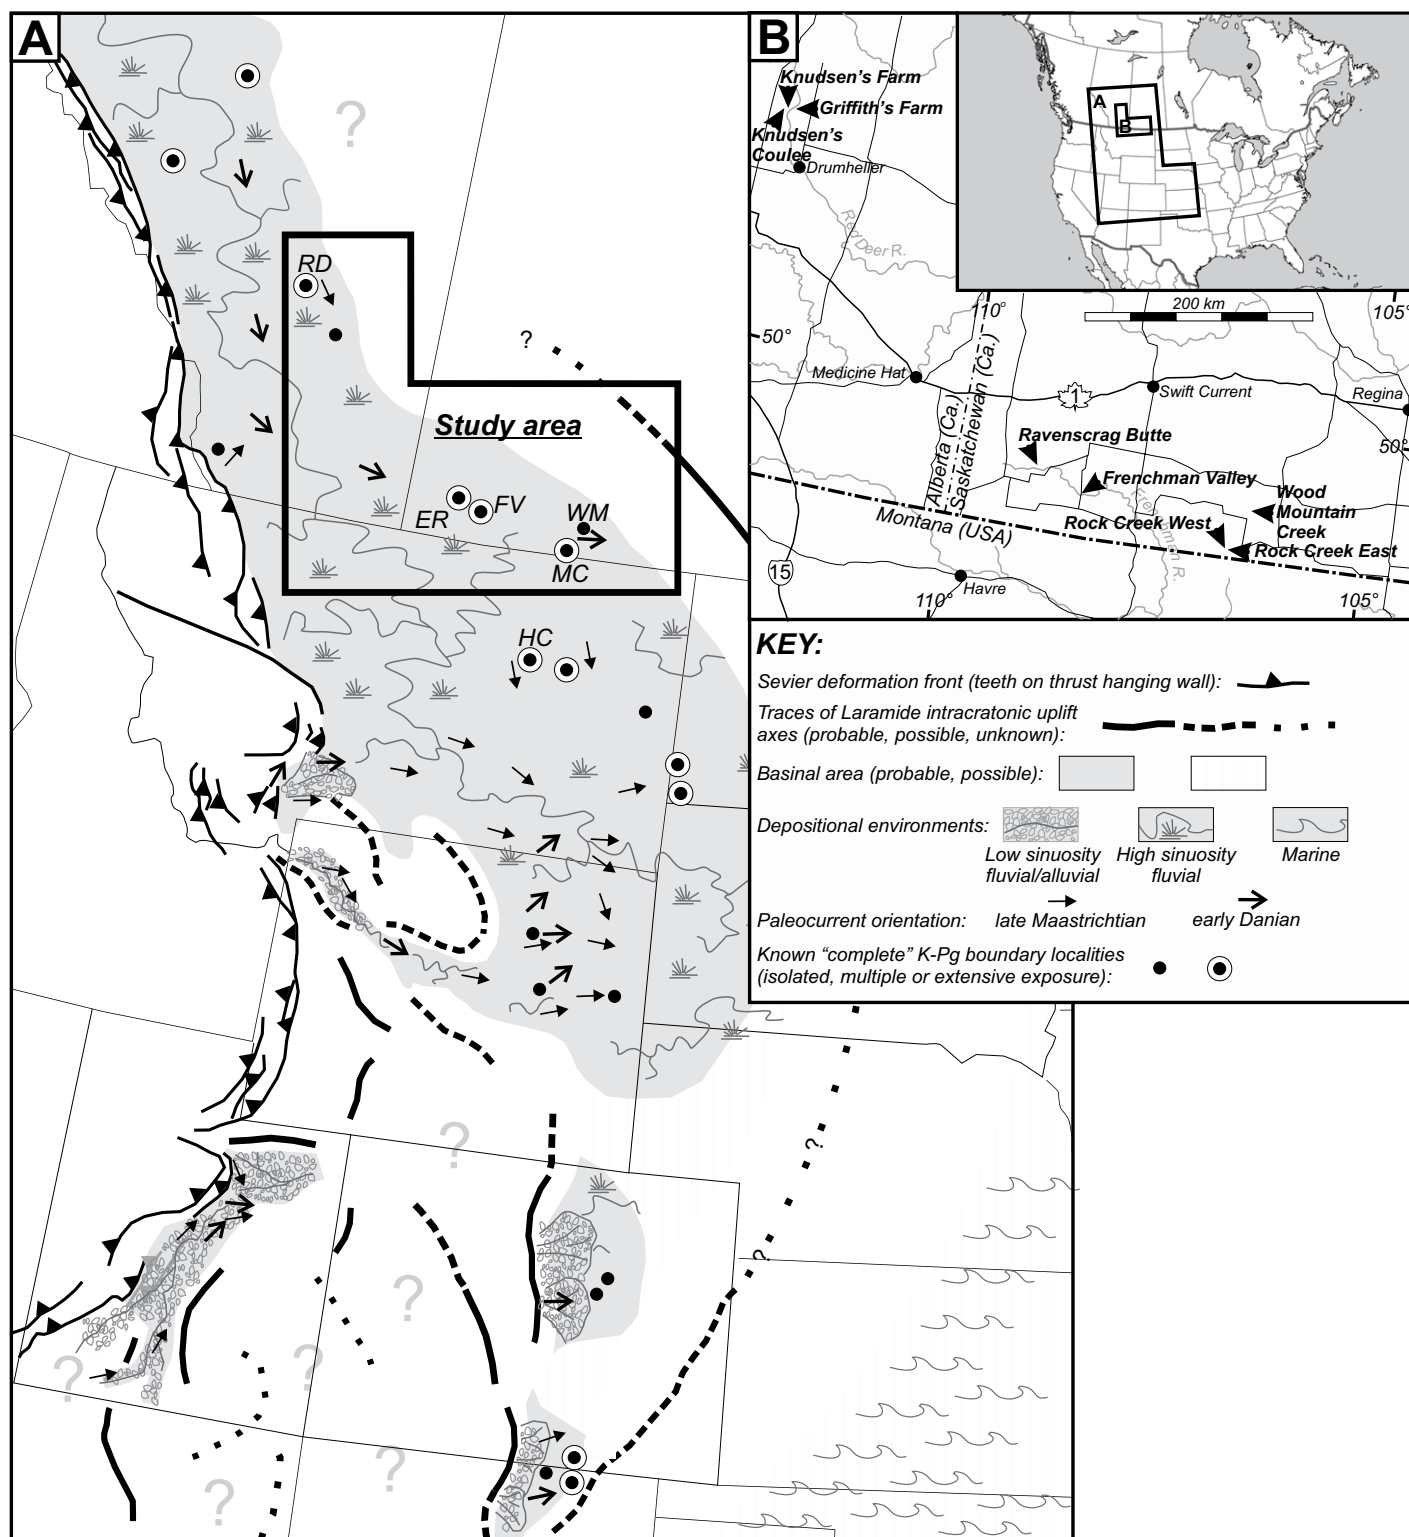 A
?
RD
?
Study area
ER
FV
WM
MC
HC
?
?
?
?
?
?
?
?
B
Knudsen's Farm
Griffith's Farm
Knudsen's
Coulee
Drumheller
Red Deer R.
A
B
110°
200 km
105°
50°
Medicine Hat
Alberta (Ca.)
Saskatchewan (Ca.)
1
Swift Current
Regina
50°
Ravenscrag Butte
Frenchman Valley
Frenchman R.
Wood
Mountain
Creek
Rock Creek West
Rock Creek East
Montana (USA)
15
Havre
110°
105°
KEY:
Sevier deformation front (teeth on thrust hanging wall):
Traces of Laramide intracratonic uplift
axes (probable, possible, unknown):
Basinal area (probable, possible):
Depositional environments:
Low sinuosity
fluvial/alluvial
High sinuosity
fluvial
Marine
Paleocurrent orientation:
late Maastrichtian
early Danian
Known “complete” K-Pg boundary localities
(isolated, multiple or extensive exposure):